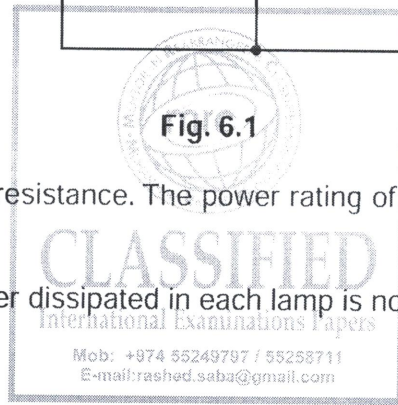 Fig. 6.1
resistance. The power rating of
er dissipated in each lamp is no
CLASSIFIED
International Examinations Papers
Mob: +974 55249797 / 55258711
E-mail:rashed.saba@gmail.com